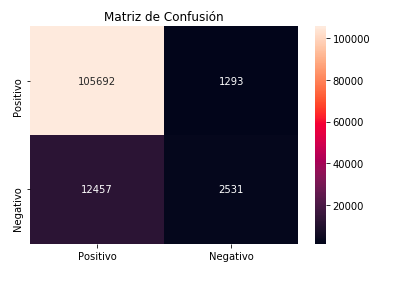 Matriz de Confusión
Positivo
105692
1293
Negativo
12457
2531
Positivo
Negativo
100000
80000
60000
40000
20000